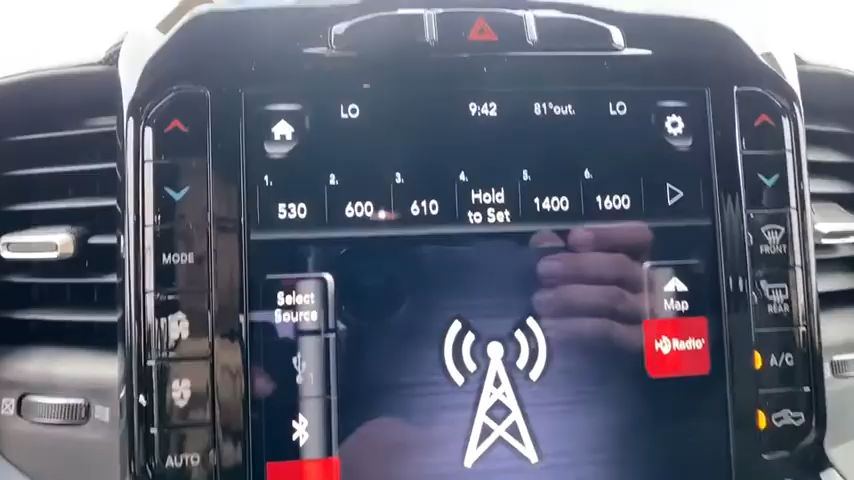 LO 9:42 81°out LO
1. 2. 3. 4. 5. 6.
530 600 610 Hold to Set 1400 1600
MODE
FRONT
Select
Source
Map
REAR
HD Radio
1
A/C
AUTO